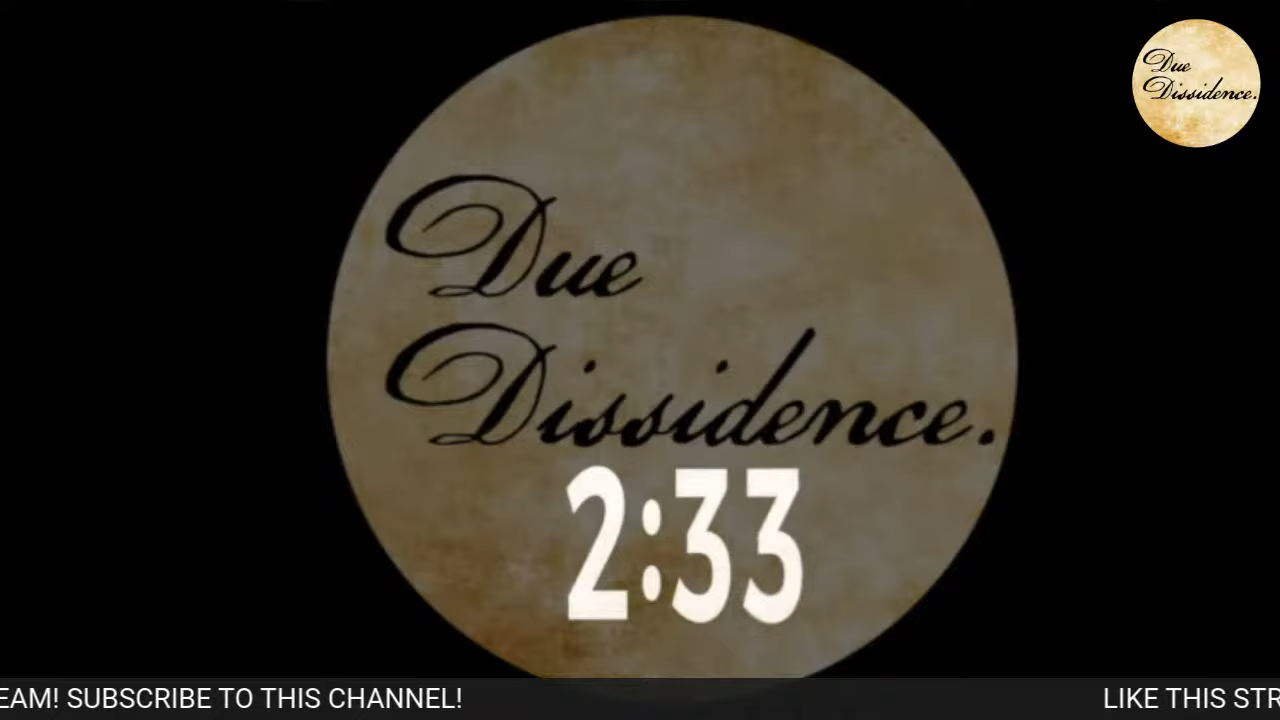 Due
Dissidence.
Due
Dissidence.
2:33
EAM! SUBSCRIBE TO THIS CHANNEL!
LIKE THIS STR